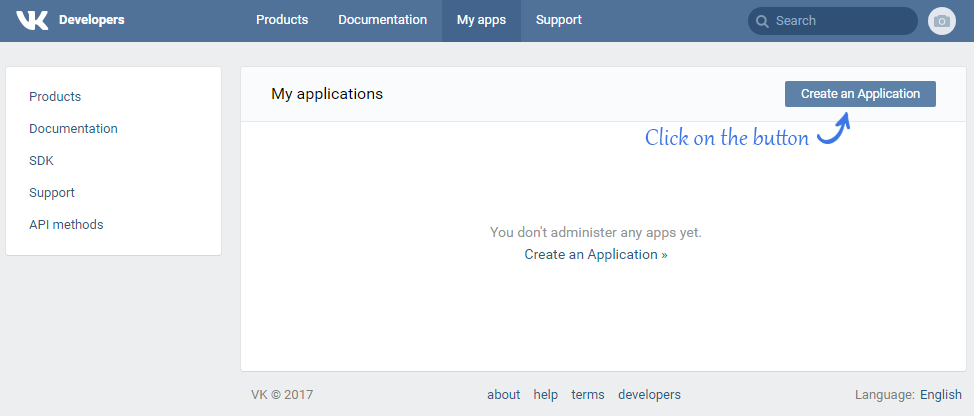 VK Developers Products Documentation My apps Support Search
Products
Documentation
SDK
Support
API methods
My applications Create an Application
Click on the button
You don't administer any apps yet.
Create an Application »
VK © 2017 about help terms developers Language: English